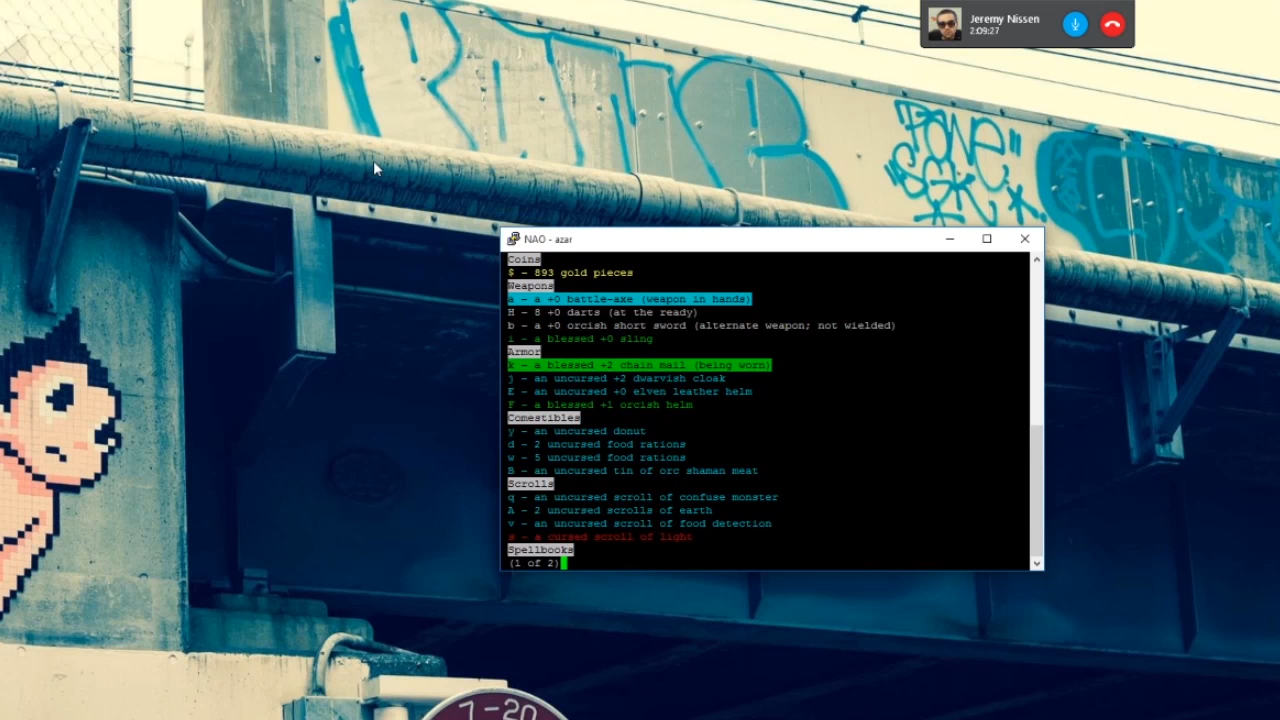 Jeremy Nissen
2:09:27
PANE
SGK
NAO - azar
Coins
$ - 893 gold pieces
Weapons
a - a +0 battle-axe (weapon in hands)
H - 8 +0 darts (at the ready)
b - a +0 orcish short sword (alternate weapon; not wielded)
i - a blessed +0 sling
Armor
k - a blessed +2 chain mail (being worn)
j - an uncursed +2 dwarvish cloak
E - an uncursed +0 elven leather helm
F - a blessed +1 orcish helm
Comestibles
y - an uncursed donut
d - 2 uncursed food rations
w - 5 uncursed food rations
B - an uncursed tin of orc shaman meat
Scrolls
q - an uncursed scroll of confuse monster
A - 2 uncursed scrolls of earth
v - an uncursed scroll of food detection
s - a cursed scroll of light
Spellbooks
(1 of 2)
7-20